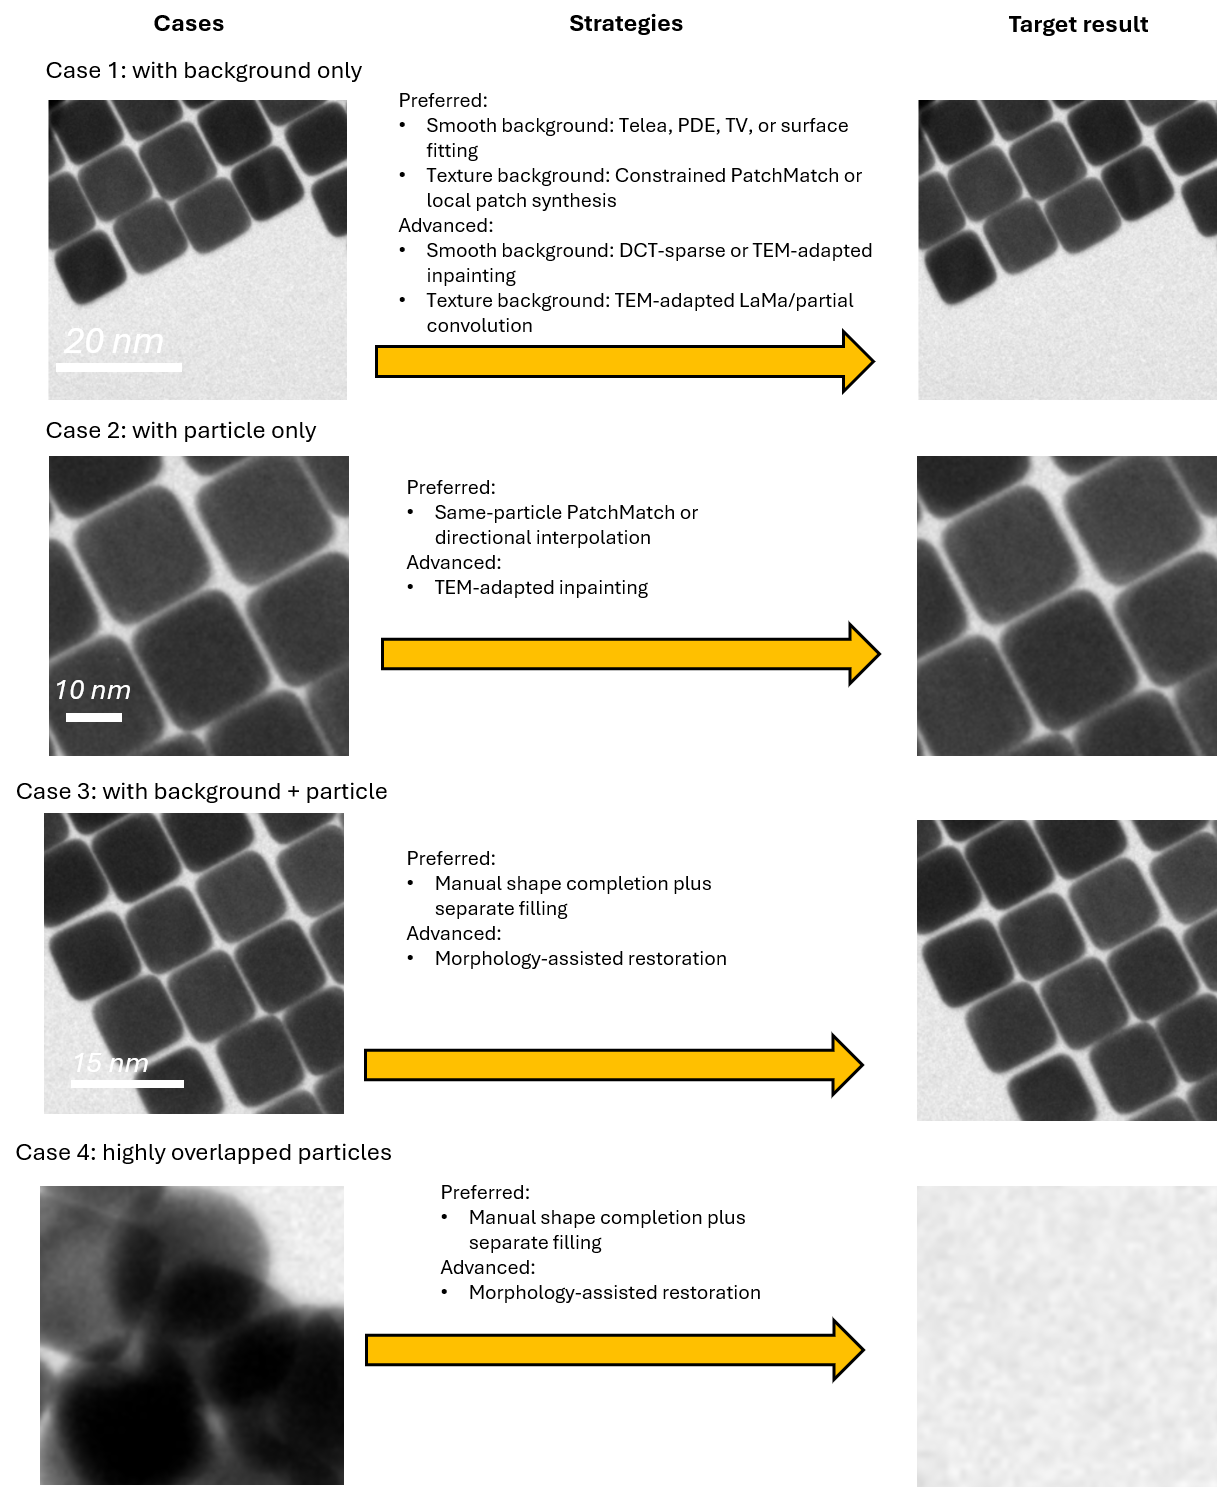 Cases
Strategies
Target result
Case 1: with background only
Preferred:
• Smooth background: Telea, PDE, TV, or surface
fitting
• Texture background: Constrained PatchMatch or
local patch synthesis
Advanced:
• Smooth background: DCT-sparse or TEM-adapted
inpainting
• Texture background: TEM-adapted LaMa/partial
convolution
20 nm
Case 2: with particle only
Preferred:
• Same-particle PatchMatch or
directional interpolation
Advanced:
• TEM-adapted inpainting
10 nm
Case 3: with background + particle
Preferred:
• Manual shape completion plus
separate filling
Advanced:
• Morphology-assisted restoration
15 nm
Case 4: highly overlapped particles
Preferred:
• Manual shape completion plus
separate filling
Advanced:
• Morphology-assisted restoration